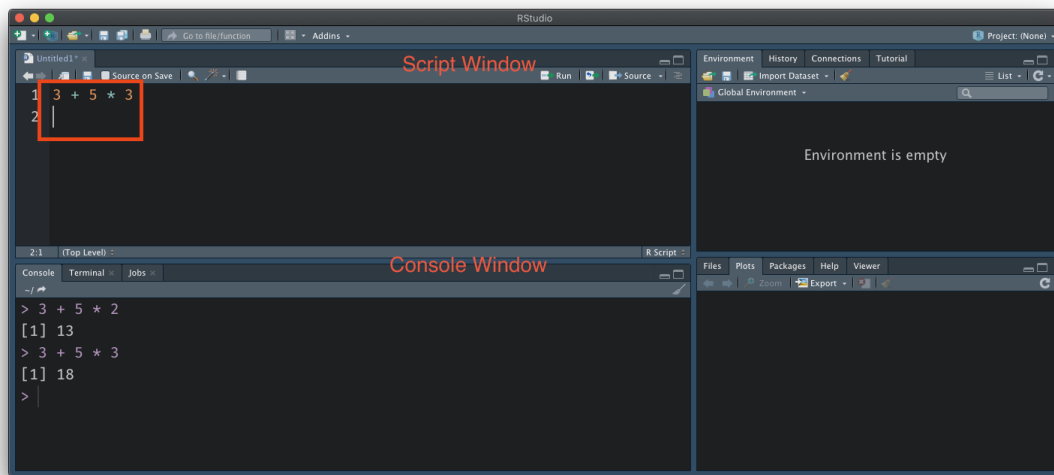 RStudio
Go to file/function
Addins
Project: (None)
Untitled1*
Script Window
Source on Save
Run
Source
1 3 + 5 * 3
2
2:1 (Top Level)
R Script
Environment History Connections Tutorial
Import Dataset
List
Global Environment
Environment is empty
Console Terminal Jobs
Console Window
~/
> 3 + 5 * 2
[1] 13
> 3 + 5 * 3
[1] 18
>
Files Plots Packages Help Viewer
Zoom Export